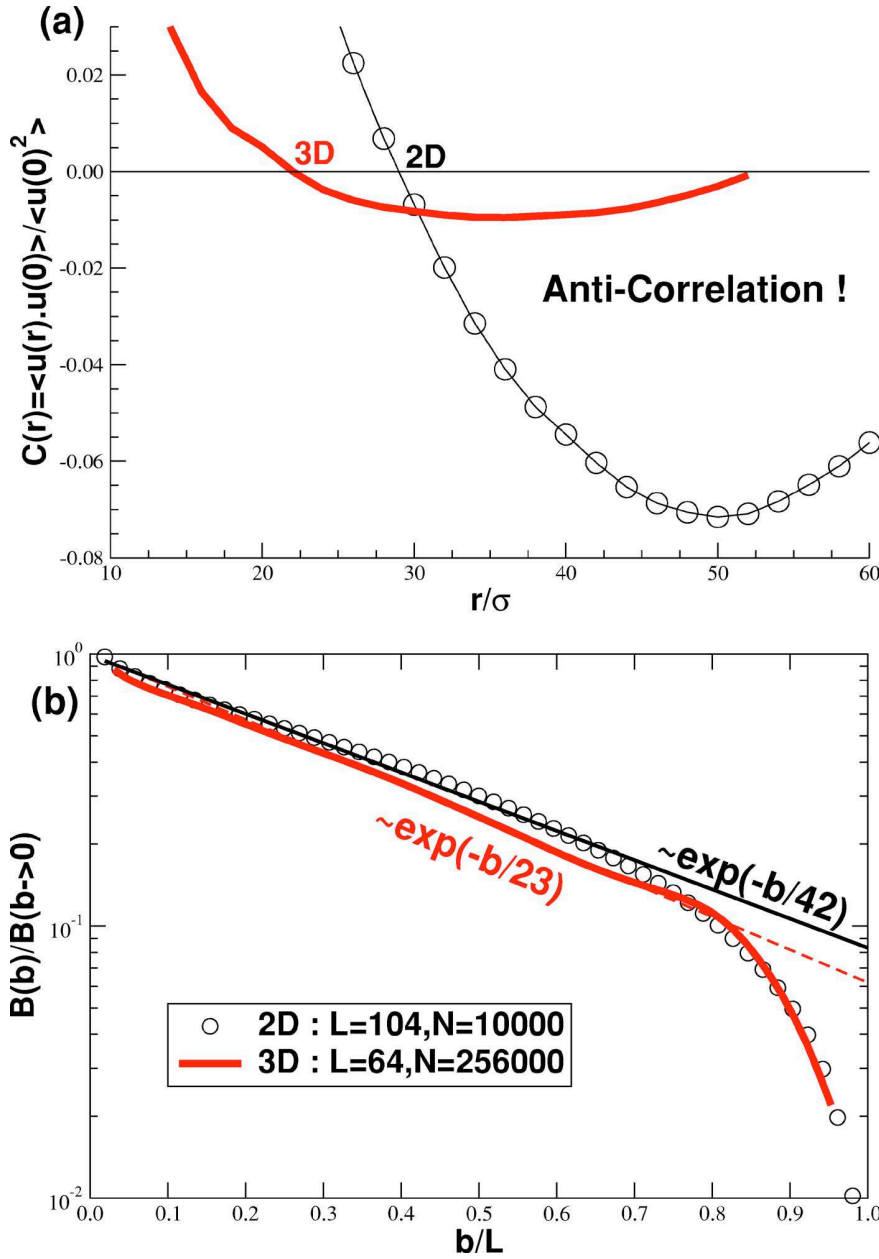 (a)
C(r)=<u(r).u(0)>/<u(0)²>
0.02
0.00
-0.02
-0.04
-0.06
-0.08
3D
2D
Anti-Correlation !
10 20 30 40 50 60
r/σ
(b)
B(b)/B(b->0)
10⁰
10⁻¹
10⁻²
~exp(-b/23)
~exp(-b/42)
2D : L=104,N=10000
3D : L=64,N=256000
0.0 0.1 0.2 0.3 0.4 0.5 0.6 0.7 0.8 0.9 1.0
b/L